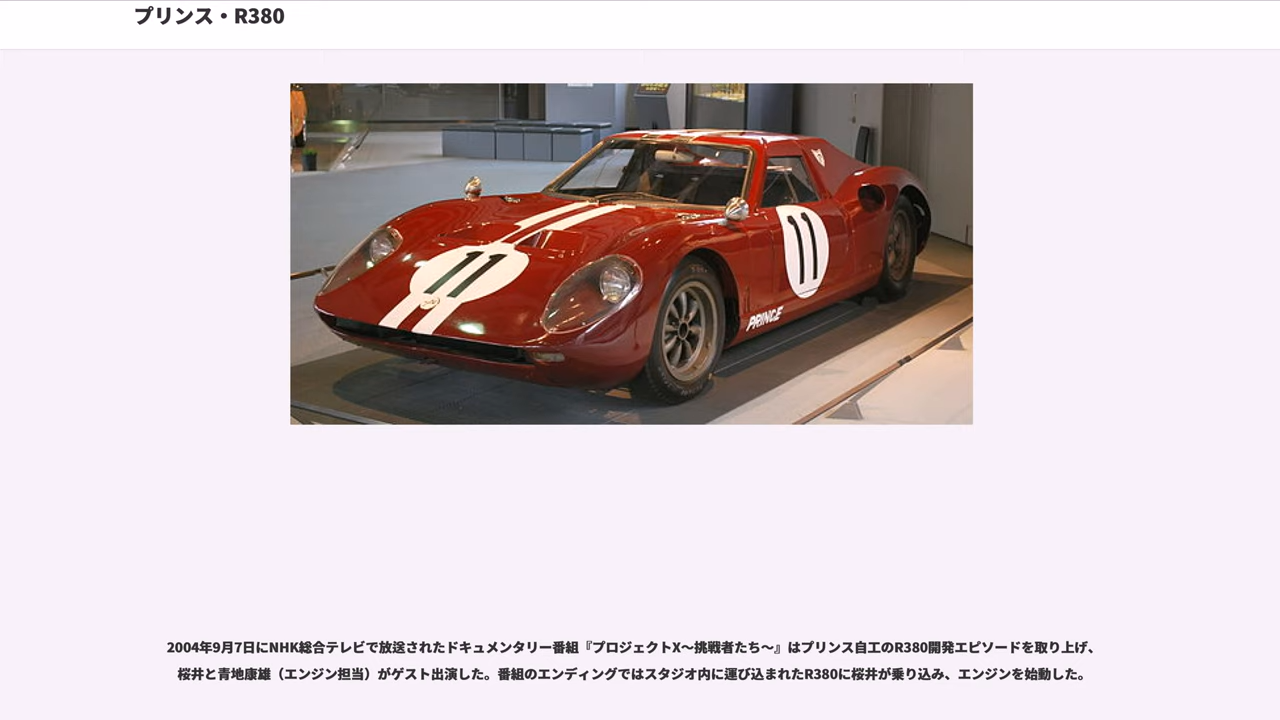 プリンス・R380
11
11
PRINCE
2004年9月7日にNHK総合テレビで放送されたドキュメンタリー番組『プロジェクトX〜挑戦者たち〜』はプリンス自工のR380開発エピソードを取り上げ、
桜井と青地康雄（エンジン担当）がゲスト出演した。番組のエンディングではスタジオ内に運び込まれたR380に桜井が乗り込み、エンジンを始動した。